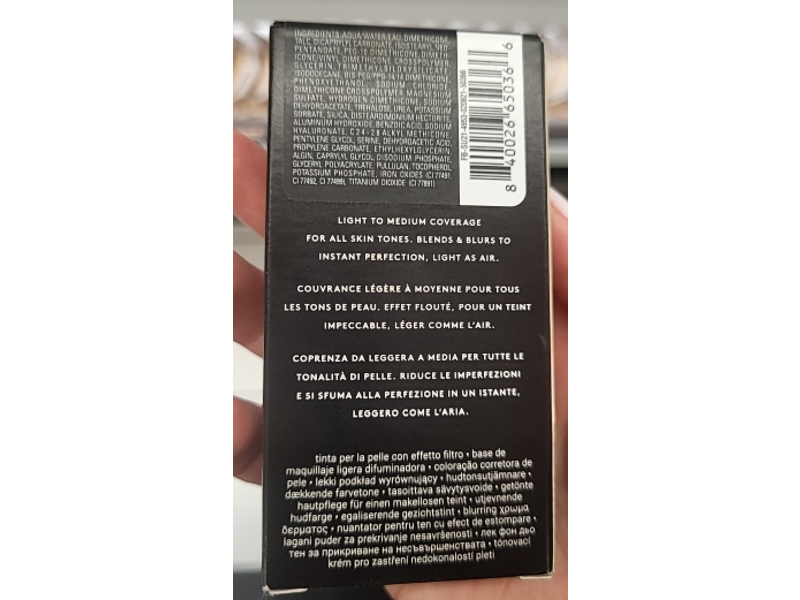 INGREDIENTS: AQUA/WATER/EAU, DIMETHICONE,
TALC, DICAPRYLYL CARBONATE, ISOSTEARYL NEO-
PENTANOATE, PEG-10 DIMETHICONE, DIMETH-
ICONE/VINYL DIMETHICONE CROSSPOLYMER,
GLYCERIN, TRIMETHYLSILOXYSILICATE,
ISODODECANE, BIS-PEG/PPG-14/14 DIMETHICONE,
PHENOXYETHANOL, SODIUM CHLORIDE,
DIMETHICONE CROSSPOLYMER, MAGNESIUM
SULFATE, HYDROGEN DIMETHICONE, SODIUM
DEHYDROACETATE, TREHALOSE, UREA, POTASSIUM
SORBATE, SILICA, DISTEARDIMONIUM HECTORITE,
ALUMINUM HYDROXIDE, BENZOIC ACID, SODIUM
HYALURONATE, C 24 - 28 ALKYL METHICONE,
PENTYLENE GLYCOL, SERINE, DEHYDROACETIC ACID,
PROPYLENE CARBONATE, ETHYLHEXYLGLYCERIN,
ALGIN, CAPRYLYL GLYCOL, DISODIUM PHOSPHATE,
GLYCERYL POLYACRYLATE, PULLULAN, TOCOPHEROL,
POTASSIUM PHOSPHATE, IRON OXIDES (CI 77491,
CI 77492, CI 77499), TITANIUM DIOXIDE (CI 77891)
8 40026 65036 6
LIGHT TO MEDIUM COVERAGE
FOR ALL SKIN TONES. BLENDS & BLURS TO
INSTANT PERFECTION, LIGHT AS AIR.
COUVRANCE LÉGÈRE À MOYENNE POUR TOUS
LES TONS DE PEAU. EFFET FLOUTÉ, POUR UN TEINT
IMPECCABLE, LÉGER COMME L'AIR.
COPRENZA DA LEGGERA A MEDIA PER TUTTE LE
TONALITÀ DI PELLE. RIDUCE LE IMPERFEZIONI
E SI SFUMA ALLA PERFEZIONE IN UN ISTANTE,
LEGGERO COME L'ARIA.
tinta per la pelle con effetto filtro • base de
maquillaje ligera difuminadora • coloração corretora de
pele • lekki podkład wyrównujący • hudtonsutjämnare •
dækkende farvetone • tasoittava sävytysvoide • getönte
hautpflege für einen makellosen teint • utjevnende
hudfarge • egaliserende gezichtstint • blurring χρωμα
δερματος • nuantator pentru ten cu efect de estompare •
lagani puder za prekrivanje nesavršenosti • лек фон дьо
тен за прикриване на несъвършенствата • tónovací
krém pro zastření nedokonalostí pleti